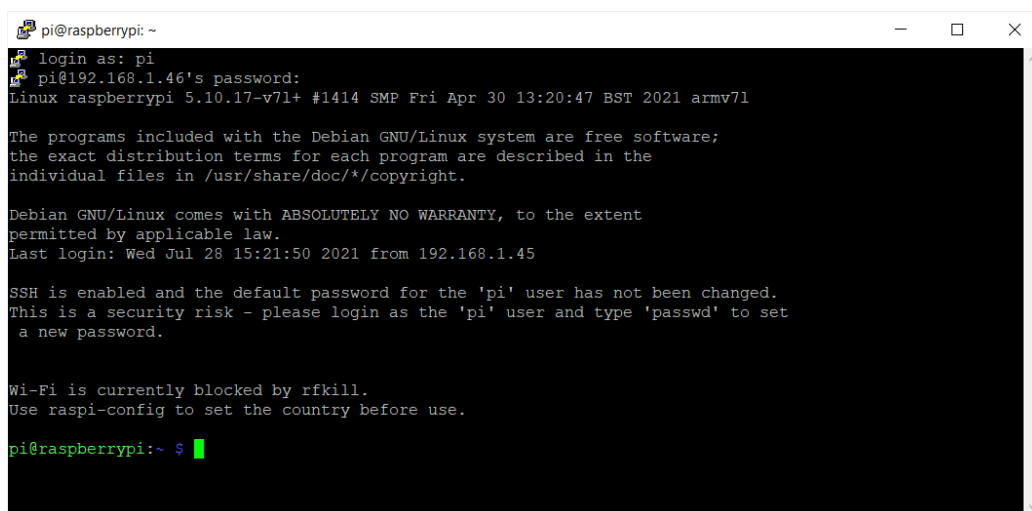 pi@raspberrypi: ~
login as: pi
pi@192.168.1.46's password:
Linux raspberrypi 5.10.17-v7l+ #1414 SMP Fri Apr 30 13:20:47 BST 2021 armv7l
The programs included with the Debian GNU/Linux system are free software;
the exact distribution terms for each program are described in the
individual files in /usr/share/doc/*/copyright.
Debian GNU/Linux comes with ABSOLUTELY NO WARRANTY, to the extent
permitted by applicable law.
Last login: Wed Jul 28 15:21:50 2021 from 192.168.1.45
SSH is enabled and the default password for the 'pi' user has not been changed.
This is a security risk - please login as the 'pi' user and type 'passwd' to set
 a new password.
Wi-Fi is currently blocked by rfkill.
Use raspi-config to set the country before use.
pi@raspberrypi:~ $